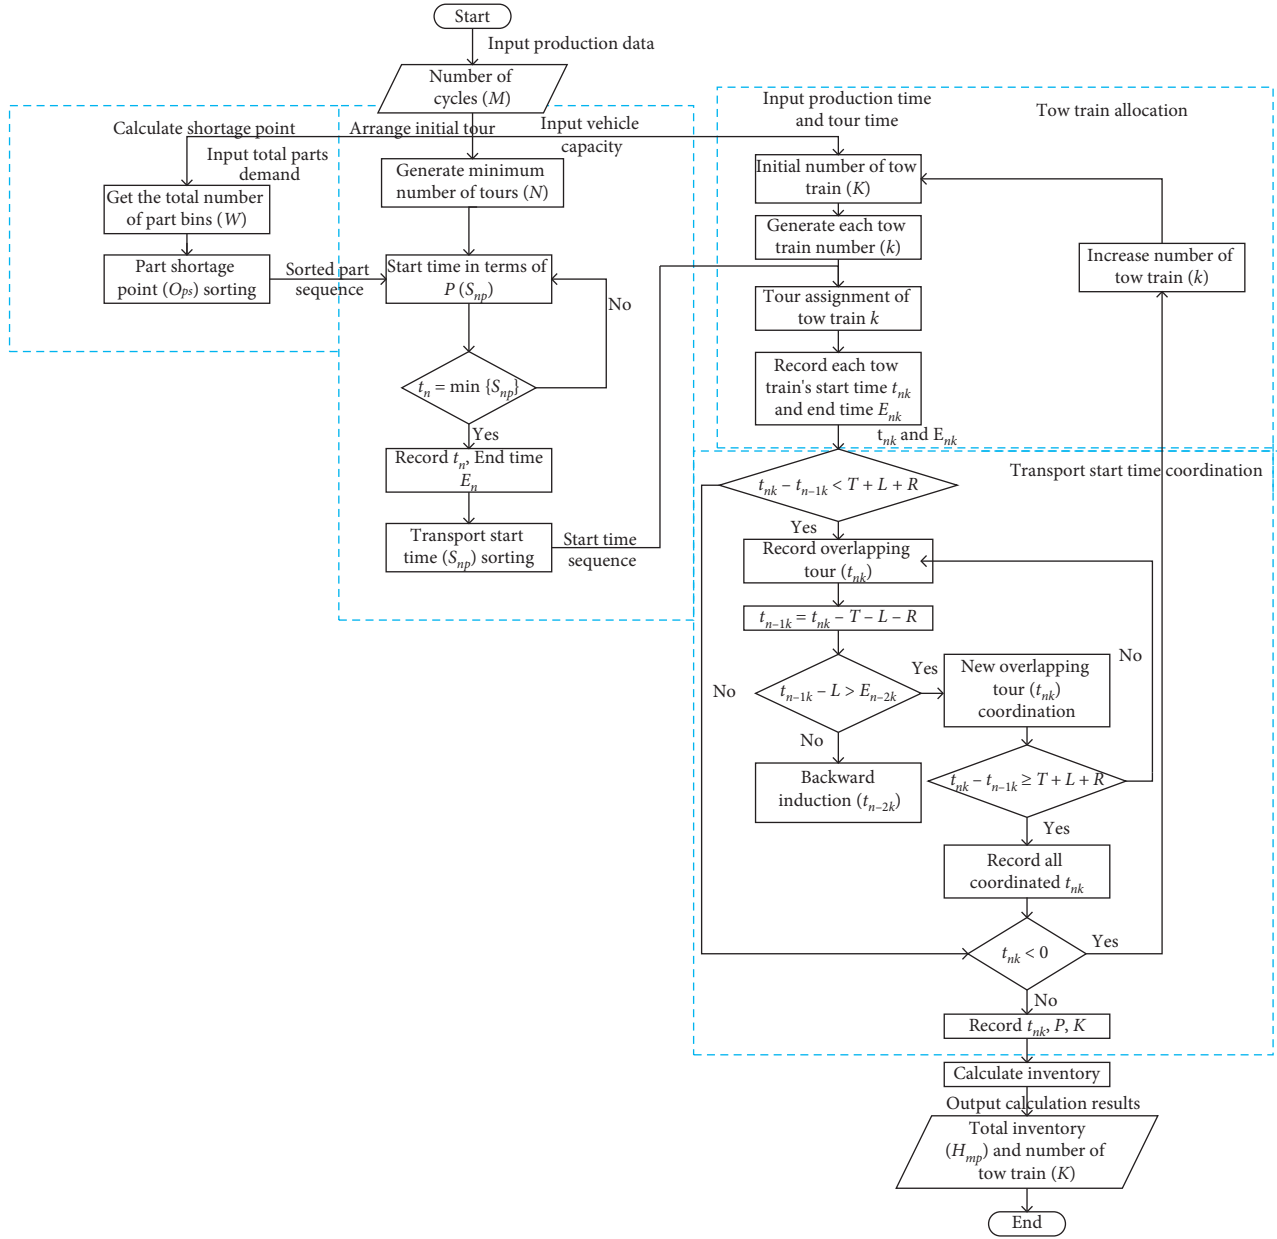 Start
Input production data
Number of
cycles (M)
Calculate shortage point
Input total parts
demand
Get the total number
of part bins (W)
Part shortage
point (Ops) sorting
Sorted part
sequence
Arrange initial tour
Input vehicle
capacity
Generate minimum
number of tours (N)
Start time in terms of
P (Snp)
No
tn = min {Snp}
Yes
Record tn, End time
En
Transport start
time (Snp) sorting
Start time
sequence
Input production time
and tour time
Tow train allocation
Initial number of tow
train (K)
Generate each tow
train number (k)
Increase number of
tow train (k)
Tour assignment of
tow train k
Record each tow
train's start time tnk
and end time Enk
tnk and Enk
Transport start time coordination
tnk – tn–1k < T + L + R
Yes
Record overlapping
tour (tnk)
tn–1k = tnk – T – L – R
No
tn–1k – L > En–2k
Yes
New overlapping
tour (tnk)
coordination
No
No
Backward
induction (tn–2k)
tnk – tn–1k ≥ T + L + R
Yes
Record all
coordinated tnk
tnk < 0
Yes
No
Record tnk, P, K
Calculate inventory
Output calculation results
Total inventory
(Hmp) and number of
tow train (K)
End